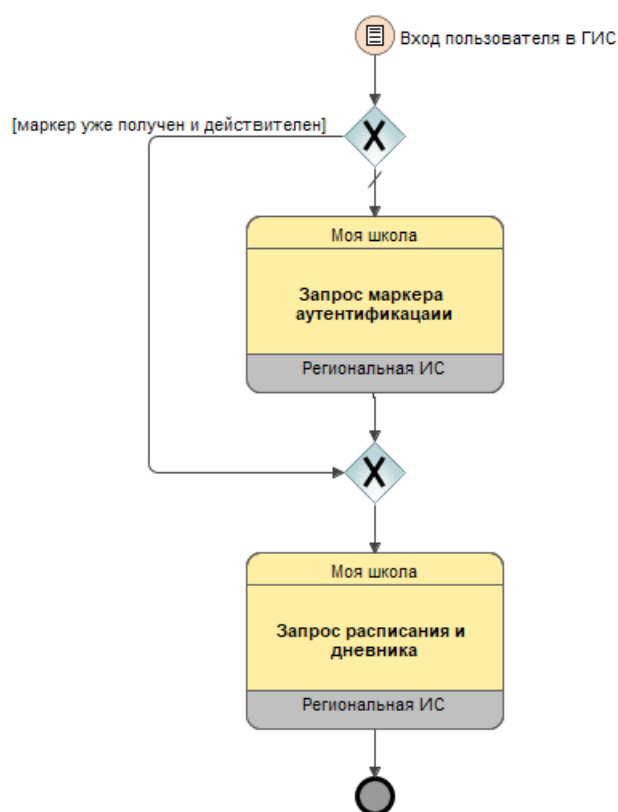 Вход пользователя в ГИС
[маркер уже получен и действителен]
Моя школа
Запрос маркера
аутентификацаии
Региональная ИС
Моя школа
Запрос расписания и
дневника
Региональная ИС